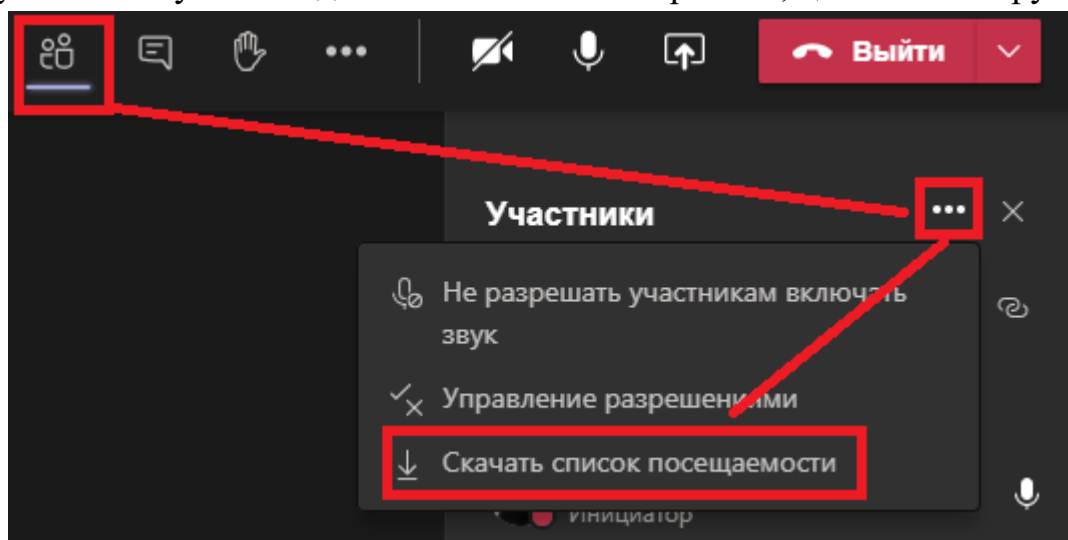 Выйти
Участники
Не разрешать участникам включать
звук
Управление разрешениями
Скачать список посещаемости
Инициатор